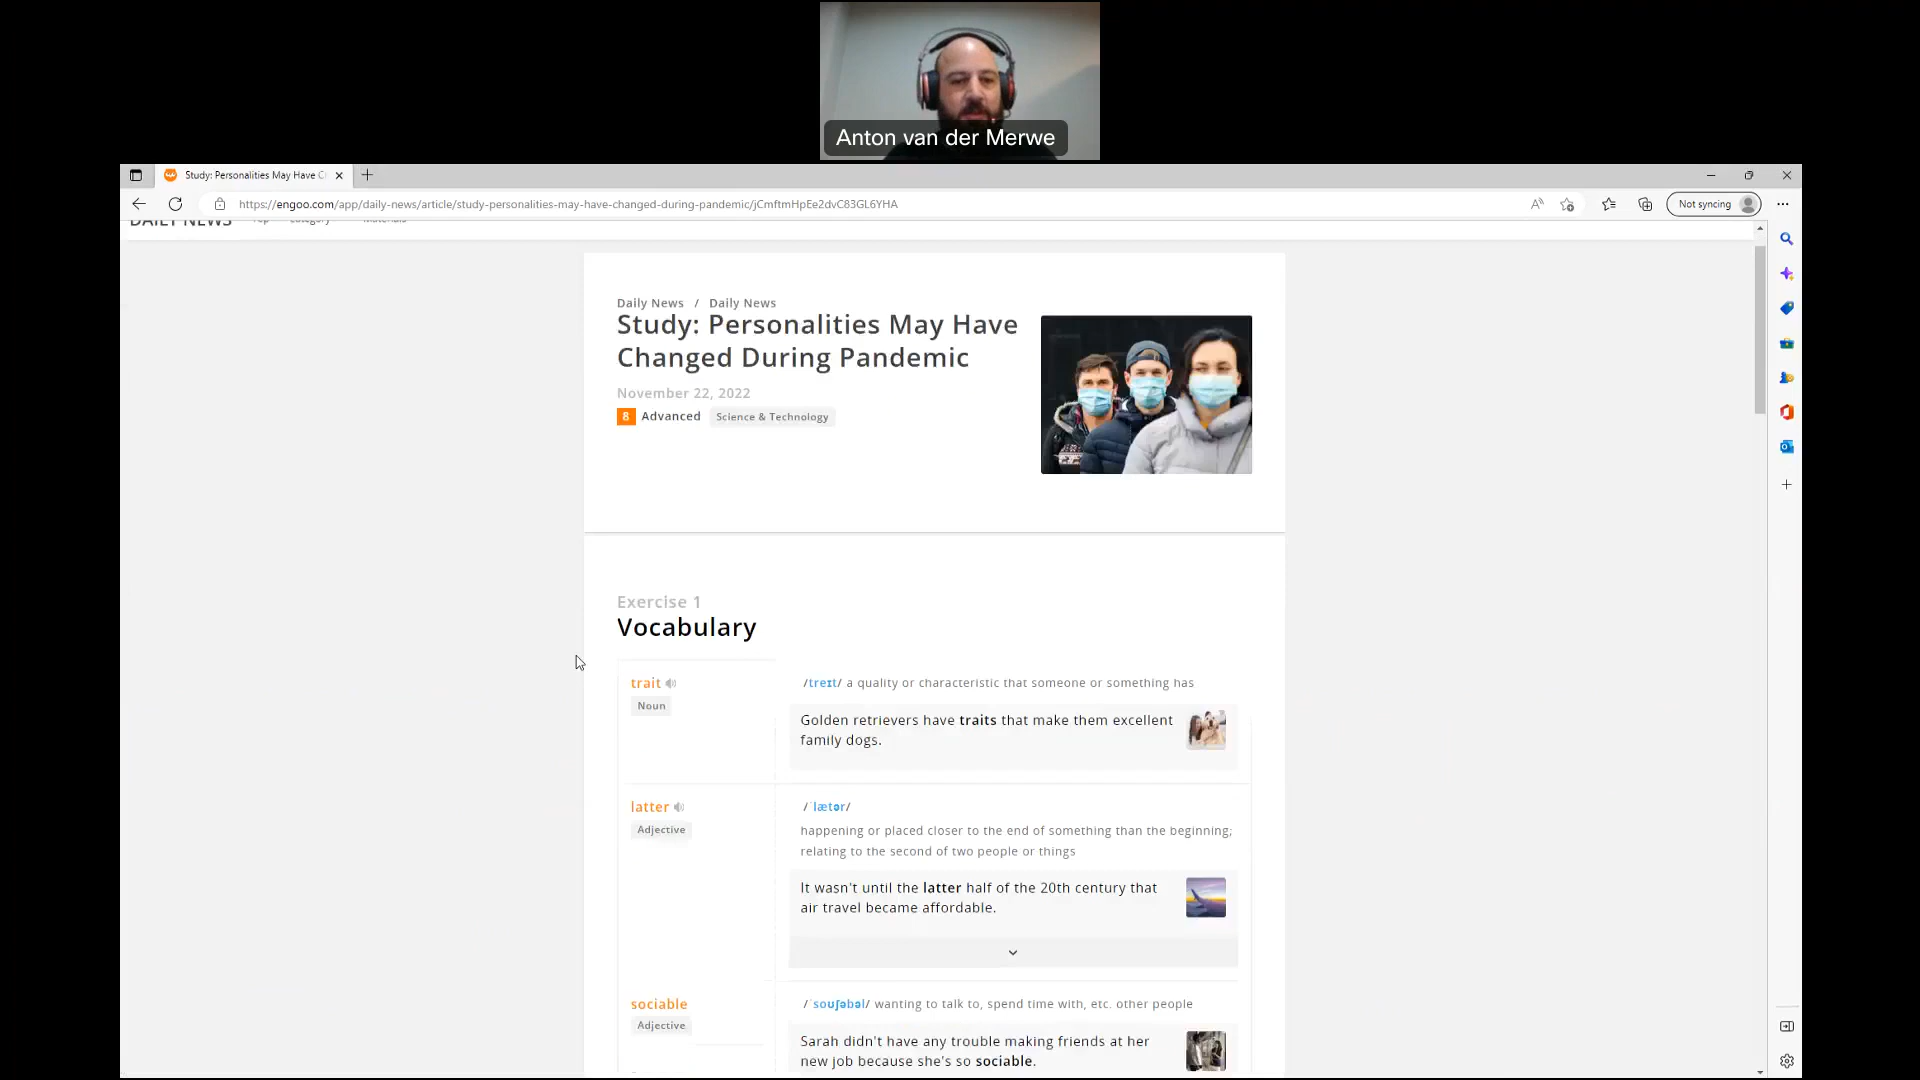 Anton van der Merwe
Study: Personalities May Have C
https://engoo.com/app/daily-news/article/study-personalities-may-have-changed-during-pandemic/jCmftmHpEe2dvC83GL6YHA
Not syncing
DAILY NEWS
Category
Materials
Daily News / Daily News
Study: Personalities May Have
Changed During Pandemic
November 22, 2022
8 Advanced Science & Technology
Exercise 1
Vocabulary
trait /treɪt/ a quality or characteristic that someone or something has
Noun
Golden retrievers have traits that make them excellent
family dogs.
latter /ˈlætər/
Adjective
happening or placed closer to the end of something than the beginning;
relating to the second of two people or things
It wasn't until the latter half of the 20th century that
air travel became affordable.
sociable /ˈsoʊʃəbəl/ wanting to talk to, spend time with, etc. other people
Adjective
Sarah didn't have any trouble making friends at her
new job because she's so sociable.